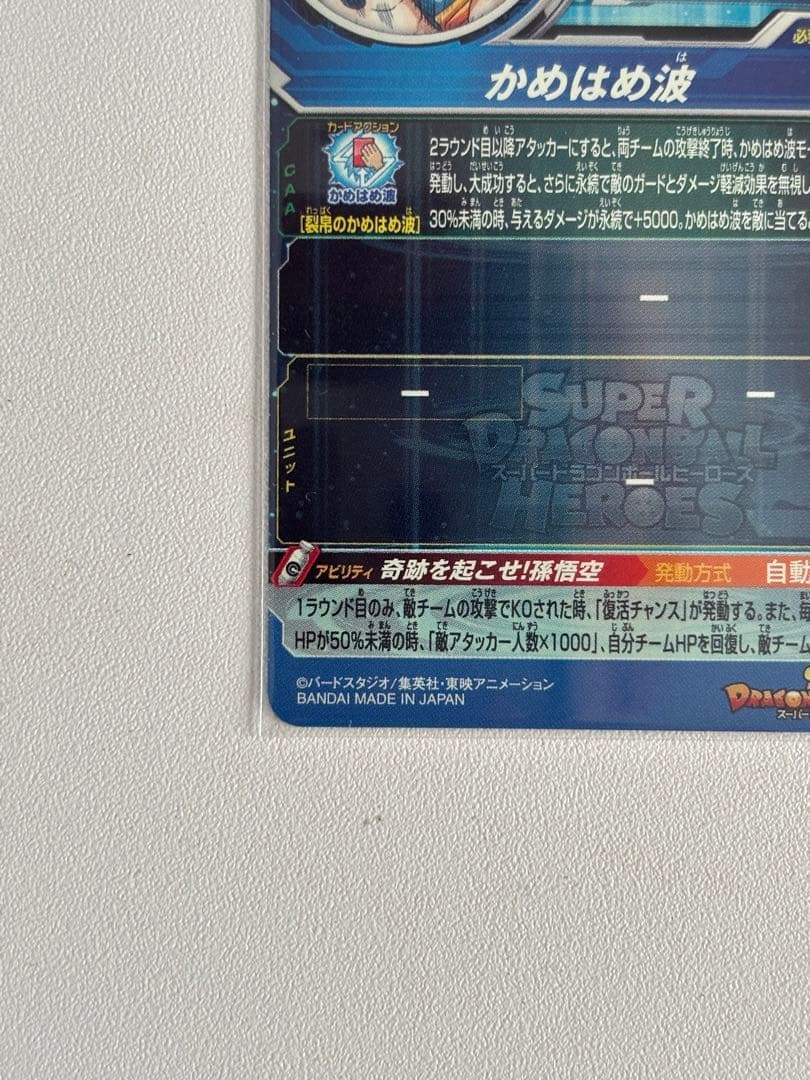 必
かめはめ波
カードアクション
かめはめ波
[裂帛のかめはめ波]
CAA
2ラウンド目以降アタッカーにすると、両チームの攻撃終了時、かめはめ波モー
発動し、大成功すると、さらに永続で敵のガードとダメージ軽減効果を無視し
30%未満の時、与えるダメージが永続で+5000。かめはめ波を敵に当てる
ー
ー ー
ー
ユニット
SUPER
DRAGONBALL
スーパードラゴンボールヒーローズ
HEROES
アビリティ 奇跡を起こせ!孫悟空 発動方式 自動
1ラウンド目のみ、敵チームの攻撃でKOされた時、「復活チャンス」が発動する。また、毎
HPが50%未満の時、「敵アタッカー人数×1000」、自分チームHPを回復し、敵チーム
©バードスタジオ/集英社・東映アニメーション
BANDAI MADE IN JAPAN
DRAGON
スーパー